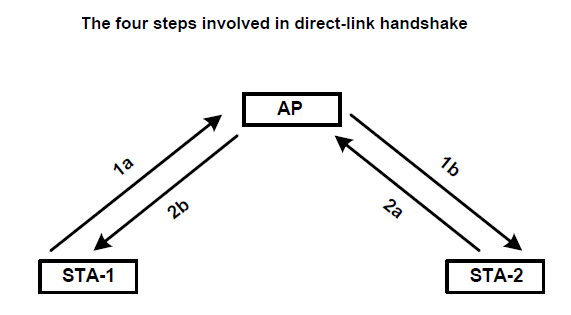 The four steps involved in direct-link handshake
AP
1a
1b
2b
2a
STA-1
STA-2